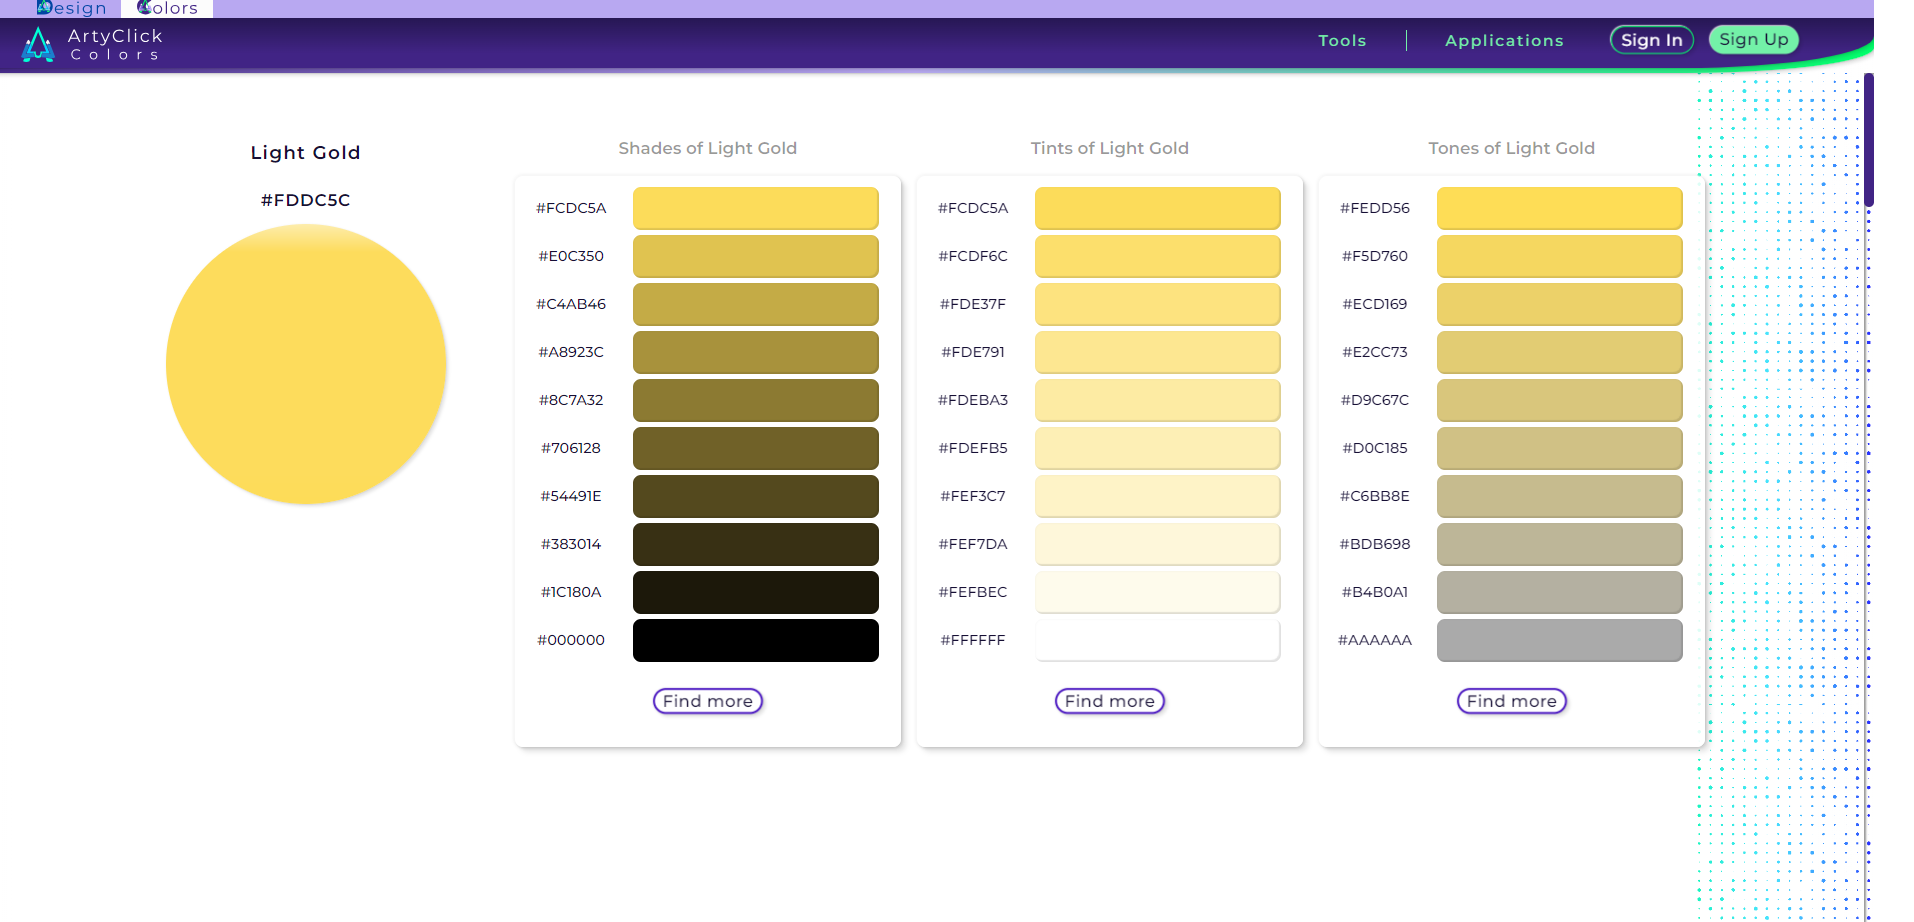 Design
Colors
ArtyClick
Colors
Tools
Applications
Sign In
Sign Up
Light Gold
#FDDC5C
Shades of Light Gold
#FCDC5A
#E0C350
#C4AB46
#A8923C
#8C7A32
#706128
#54491E
#383014
#1C180A
#000000
Find more
Tints of Light Gold
#FCDC5A
#FCDF6C
#FDE37F
#FDE791
#FDEBA3
#FDEFB5
#FEF3C7
#FEF7DA
#FEFBEC
#FFFFFF
Find more
Tones of Light Gold
#FEDD56
#F5D760
#ECD169
#E2CC73
#D9C67C
#D0C185
#C6BB8E
#BDB698
#B4B0A1
#AAAAAA
Find more